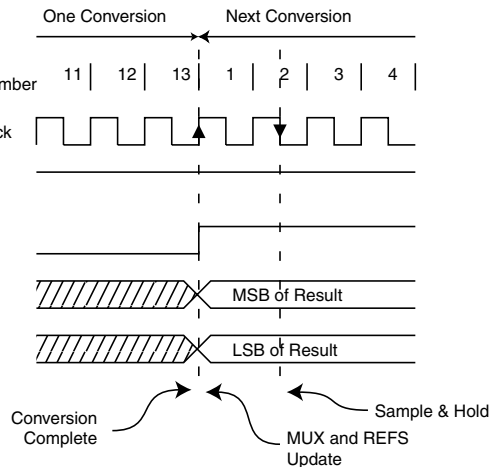 One Conversion
Next Conversion
11 12 13 1 2 3 4
mber
ck
MSB of Result
LSB of Result
Sample & Hold
Conversion
Complete
MUX and REFS
Update